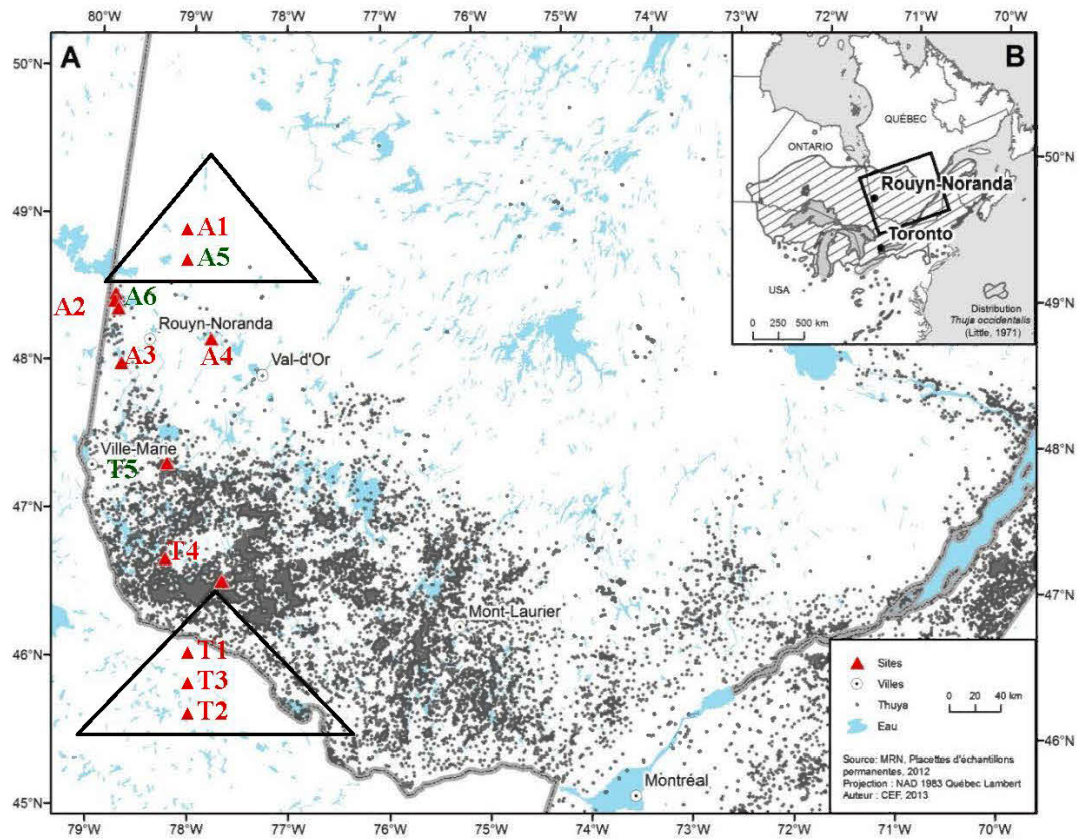 80°W 79°W 78°W 77°W 76°W 75°W 74°W 73°W 72°W 71°W 70°W
50°N
A
B
QUÉBEC
ONTARIO
50°N
Rouyn-Noranda
Toronto
USA
Distribution
Thuja occidentalis
(Little, 1971)
0 250 500 km
49°N
A1
A5
49°N
A2
A6
Rouyn-Noranda
A3
A4
48°N
Val-d'Or
Ville-Marie
T5
48°N
47°N
T4
Mont-Laurier
47°N
46°N
T1
T3
T2
Sites
Villes
0 20 40 km
Thuya
Eau
46°N
Source: MRN, Placettes d'échantillons
permanentes, 2012
Projection : NAD 1983 Québec Lambert
Auteur : CEF, 2013
Montréal
45°N
45°N
79°W 78°W 77°W 76°W 75°W 74°W 73°W 72°W 71°W 70°W